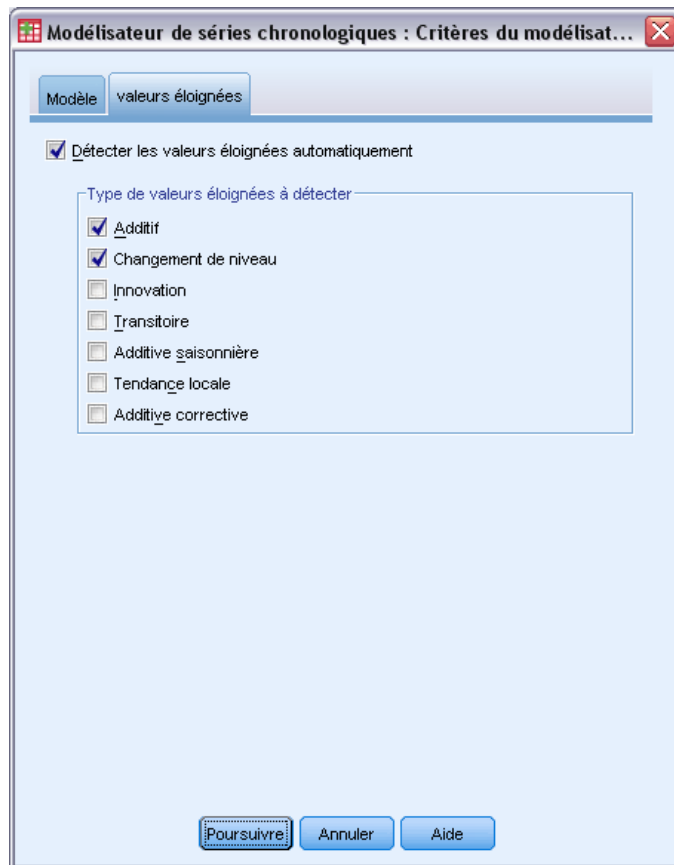 Modélisateur de séries chronologiques : Critères du modélisat...
Modèle
valeurs éloignées
Détecter les valeurs éloignées automatiquement
Type de valeurs éloignées à détecter
Additif
Changement de niveau
Innovation
Transitoire
Additive saisonnière
Tendance locale
Additive corrective
Poursuivre
Annuler
Aide